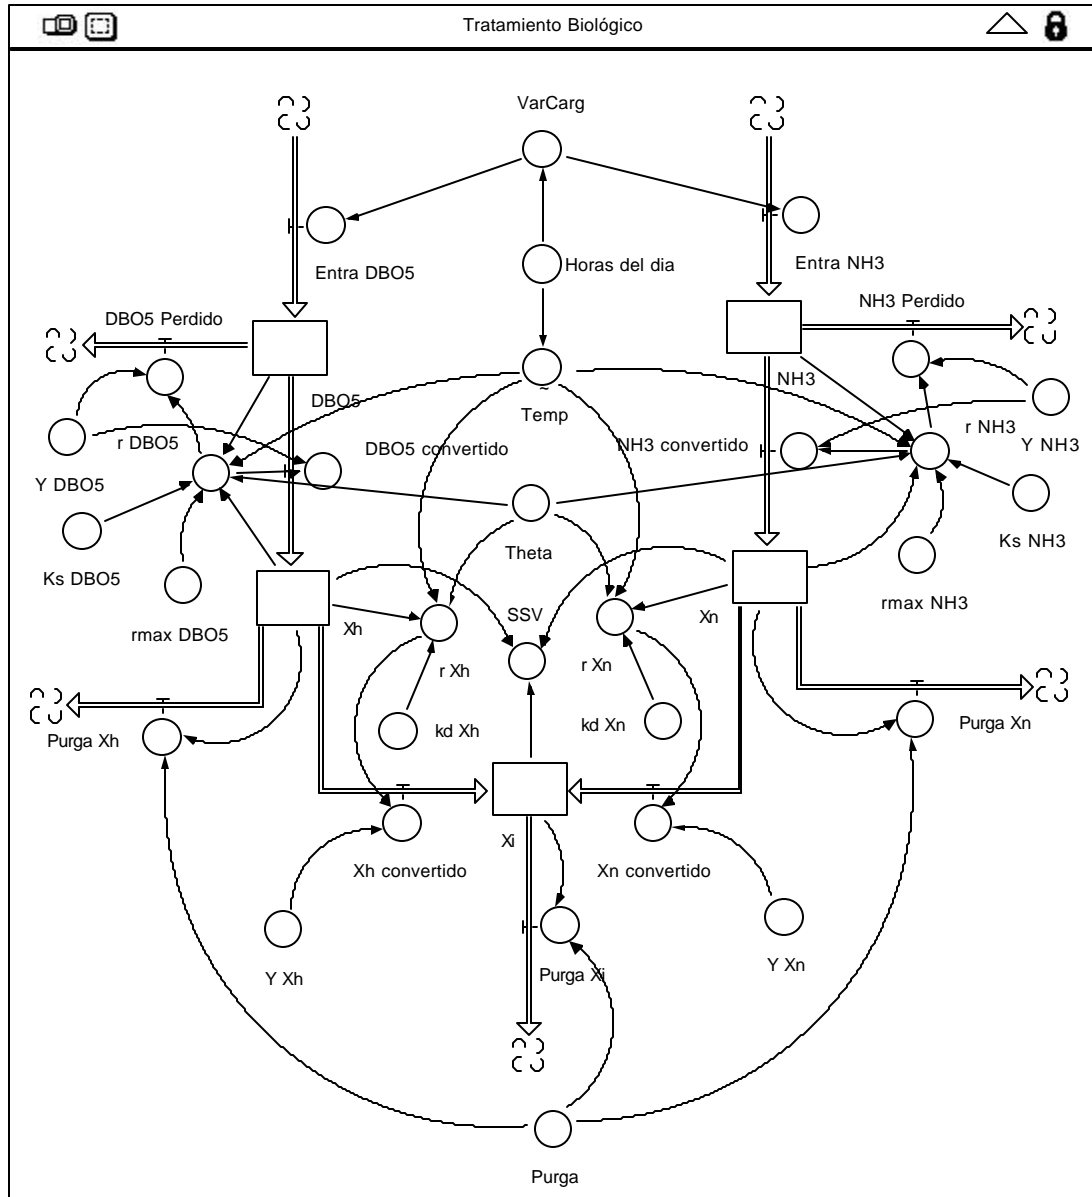 Tratamiento Biológico
VarCarg
Horas del dia
Entra DBO5
Entra NH3
DBO5 Perdido
NH3 Perdido
NH3
DBO5
Temp
~
r DBO5
DBO5 convertido
NH3 convertido
r NH3
Y NH3
Y DBO5
Ks NH3
Theta
Ks DBO5
rmax NH3
SSV
rmax DBO5
Xh
Xn
r Xh
r Xn
Purga Xh
kd Xh
kd Xn
Purga Xn
Xi
Xh convertido
Xn convertido
Y Xh
Purga Xi
Y Xn
Purga